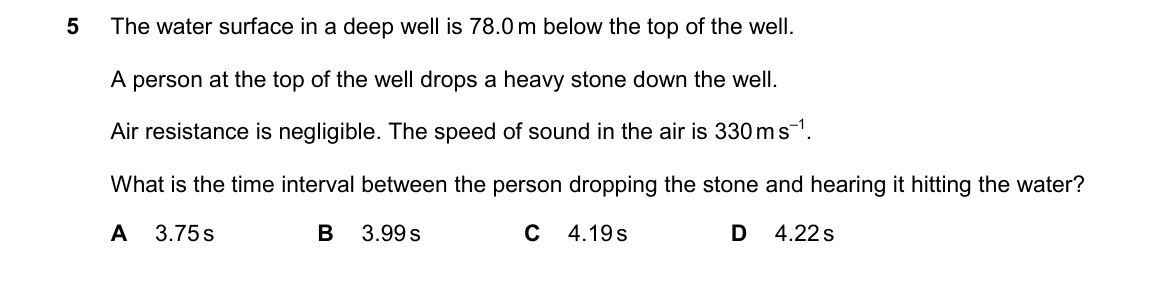 5 The water surface in a deep well is 78.0 m below the top of the well.
A person at the top of the well drops a heavy stone down the well.
Air resistance is negligible. The speed of sound in the air is 330 m s⁻¹.
What is the time interval between the person dropping the stone and hearing it hitting the water?
A 3.75 s B 3.99 s C 4.19 s D 4.22 s